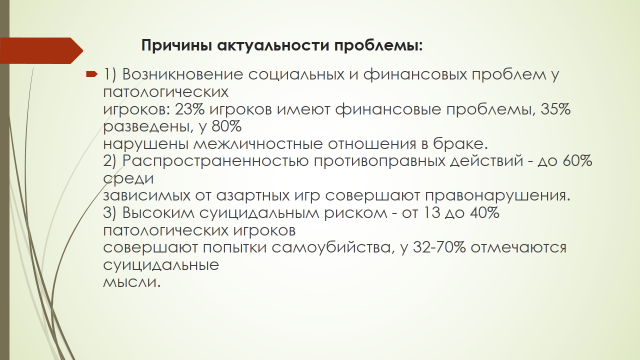 Причины актуальности проблемы:
1) Возникновение социальных и финансовых проблем у
патологических
игроков: 23% игроков имеют финансовые проблемы, 35%
разведены, у 80%
нарушены межличностные отношения в браке.
2) Распространенностью противоправных действий - до 60%
среди
зависимых от азартных игр совершают правонарушения.
3) Высоким суицидальным риском - от 13 до 40%
патологических игроков
совершают попытки самоубийства, у 32-70% отмечаются
суицидальные
мысли.